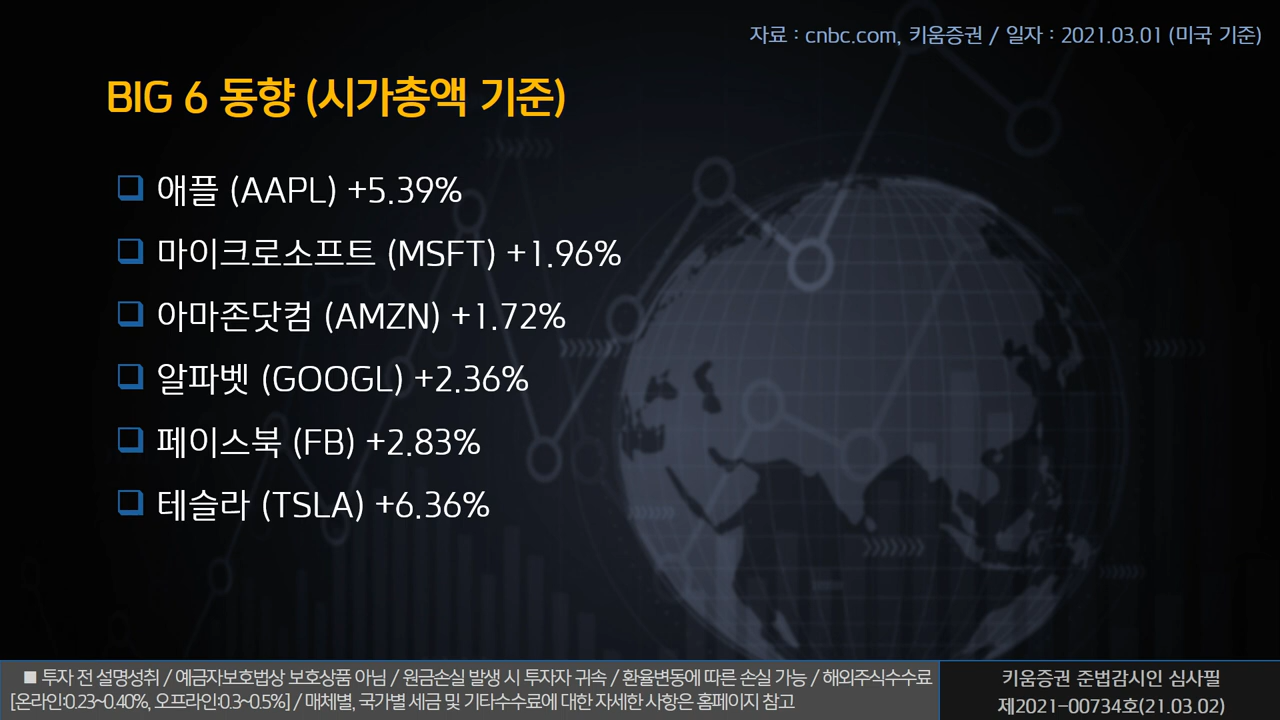 자료 : cnbc.com, 키움증권 / 일자 : 2021.03.01 (미국 기준)
BIG 6 동향 (시가총액 기준)
❑ 애플 (AAPL) +5.39%
❑ 마이크로소프트 (MSFT) +1.96%
❑ 아마존닷컴 (AMZN) +1.72%
❑ 알파벳 (GOOGL) +2.36%
❑ 페이스북 (FB) +2.83%
❑ 테슬라 (TSLA) +6.36%
■ 투자 전 설명성취 / 예금자보호법상 보호상품 아님 / 원금손실 발생 시 투자자 귀속 / 환율변동에 따른 손실 가능 / 해외주식수수료
[온라인:0.23~0.40%, 오프라인:0.3~0.5%] / 매체별, 국가별 세금 및 기타수수료에 대한 자세한 사항은 홈페이지 참고
키움증권 준법감시인 심사필
제2021-00734호(21.03.02)